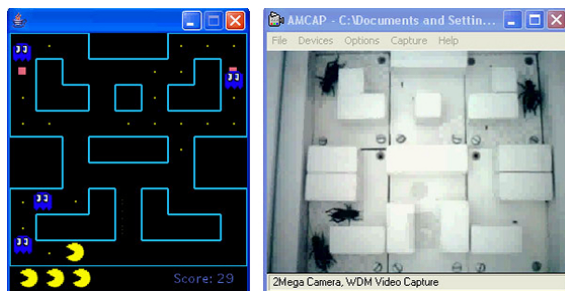 Score: 29
AMCAP - C:\Documents and Settin...
File Devices Options Capture Help
2Mega Camera, WDM Video Capture